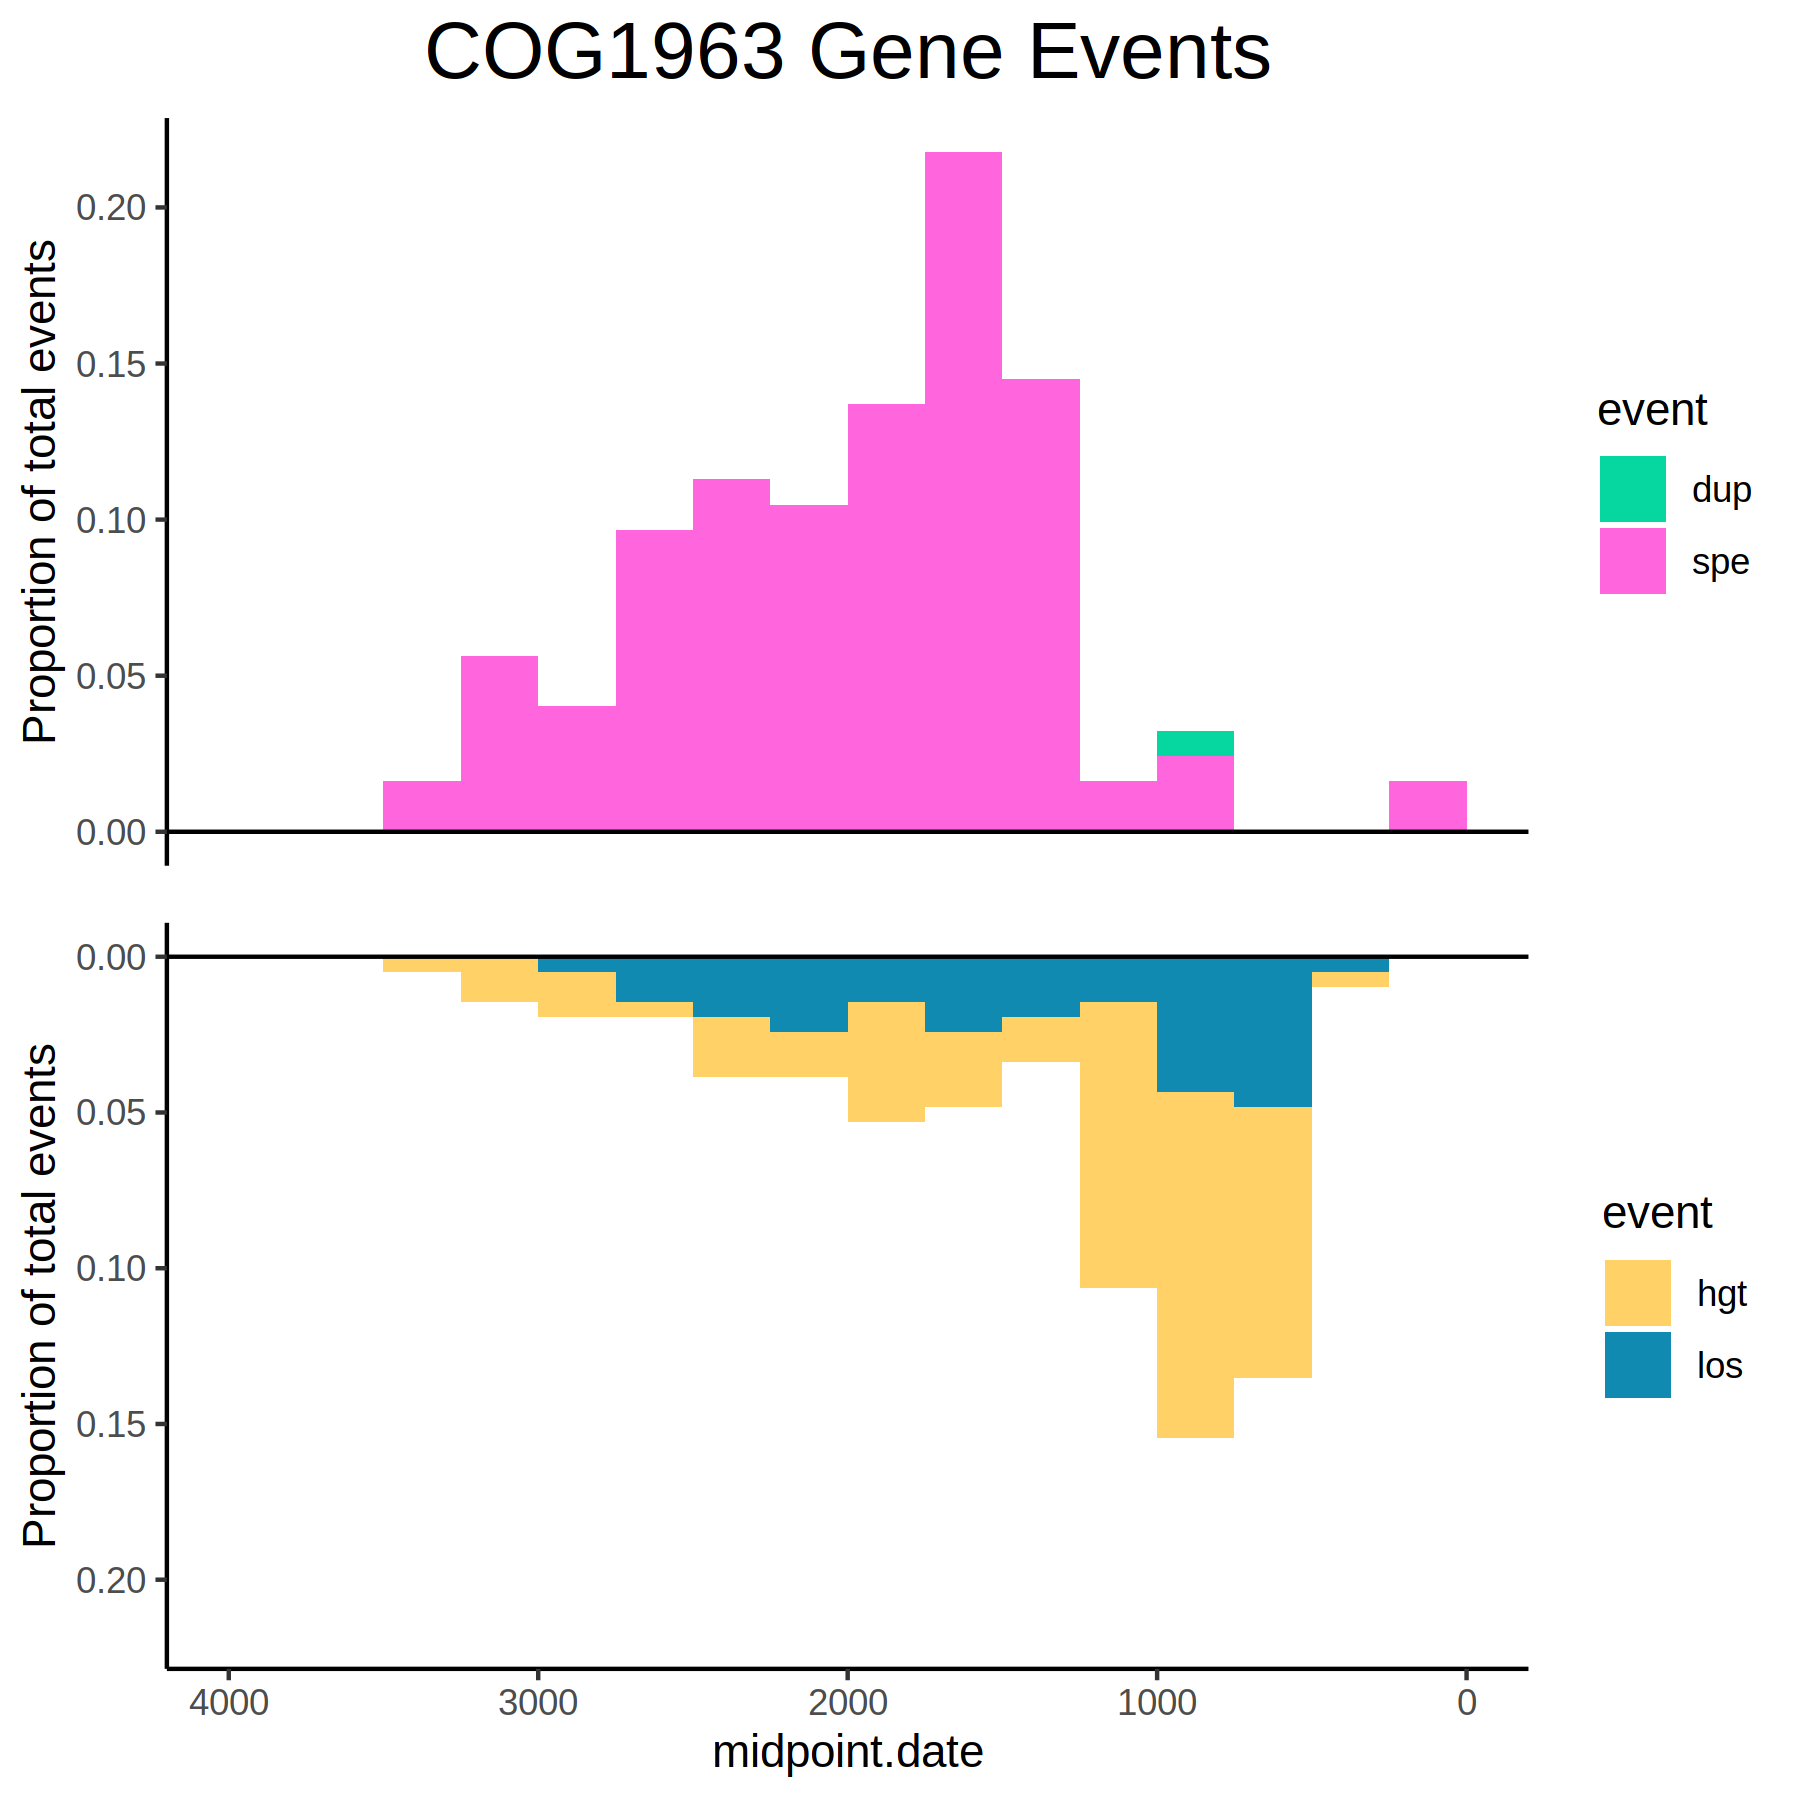 COG1963 Gene Events
Proportion of total events
0.20
0.15
0.10
0.05
0.00
event
dup
spe
Proportion of total events
0.00
0.05
0.10
0.15
0.20
event
hgt
los
4000 3000 2000 1000 0
midpoint.date